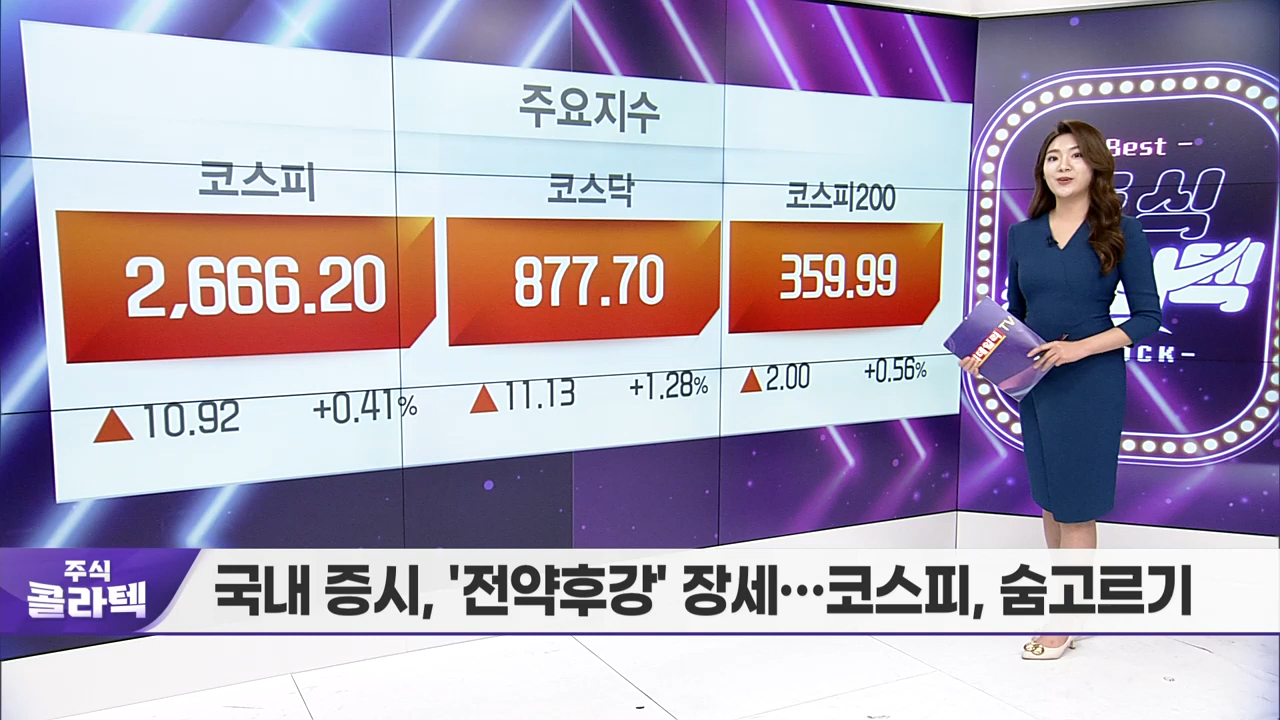 주요지수
코스피
코스닥
코스피200
2,666.20
877.70
359.99
▲10.92 +0.41%
▲11.13 +1.28%
▲2.00 +0.56%
Best -
TV
OCK-
주식
콜라텍
국내 증시, '전약후강' 장세…코스피, 숨고르기